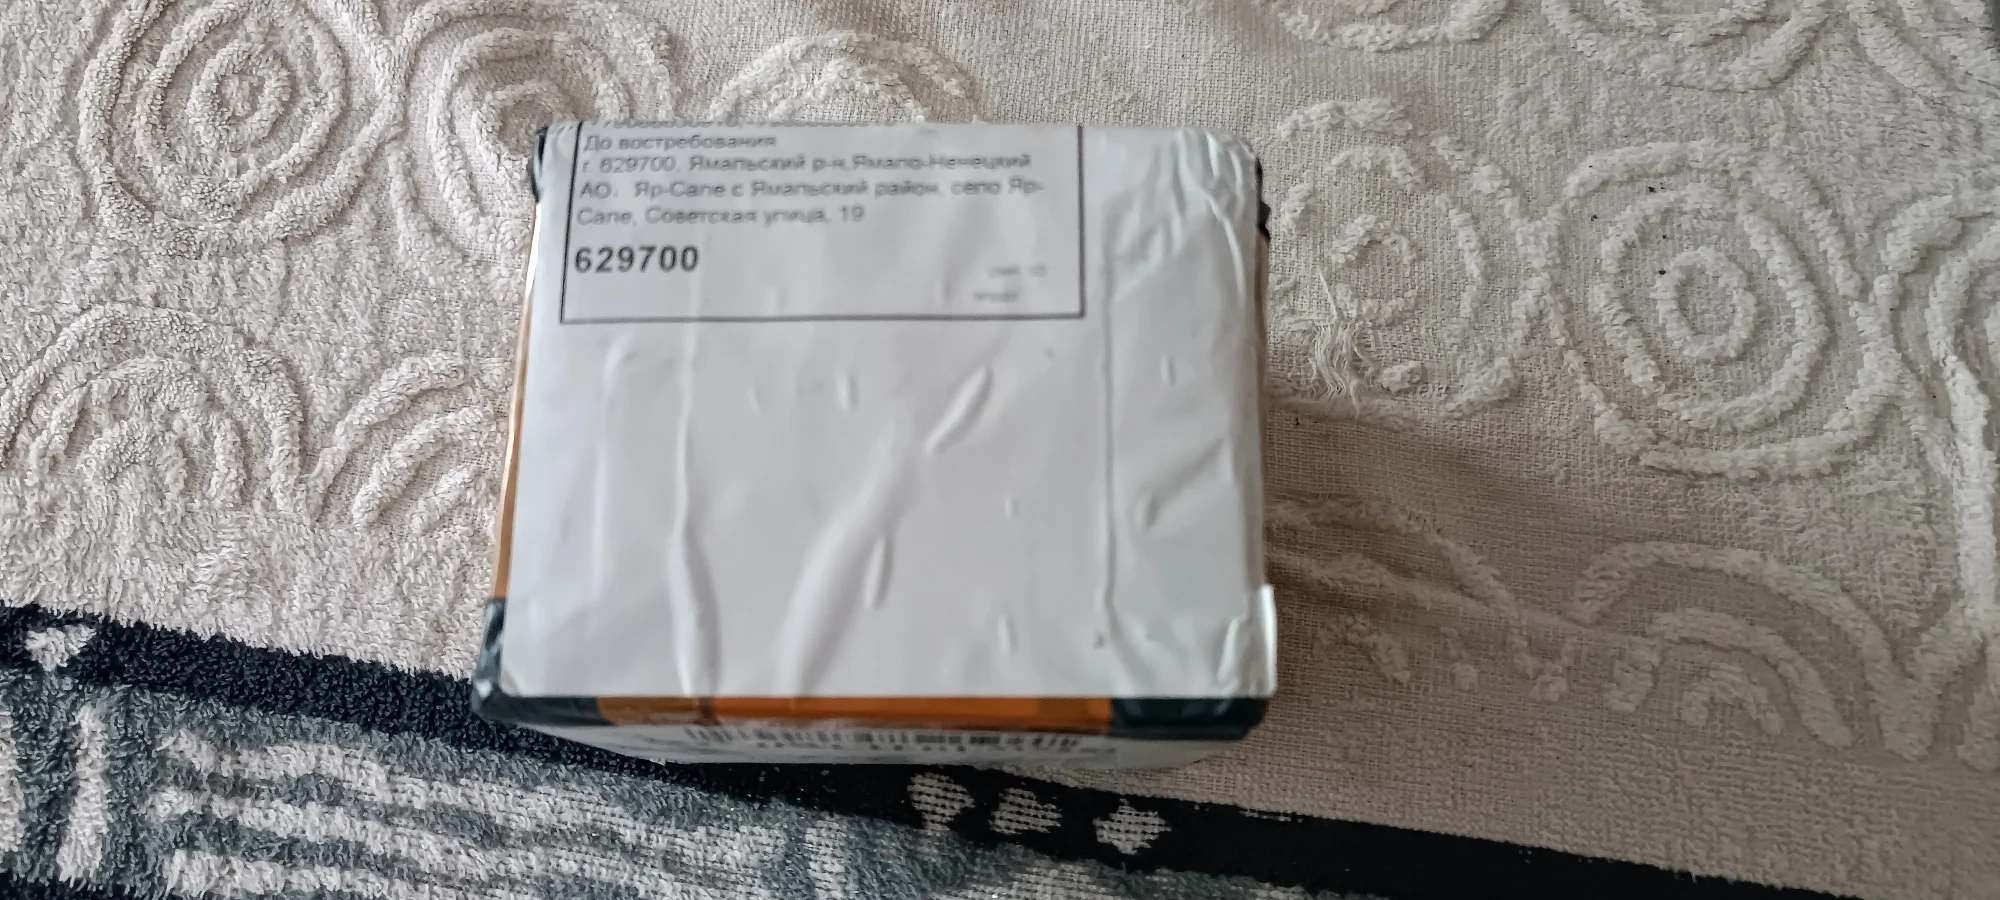 До востребования
г. 629700, Ямальский р-н,Ямало-Ненецкий
АО, Яр-Сале с Ямальский район, село Яр-
Сале, Советская улица, 19
629700